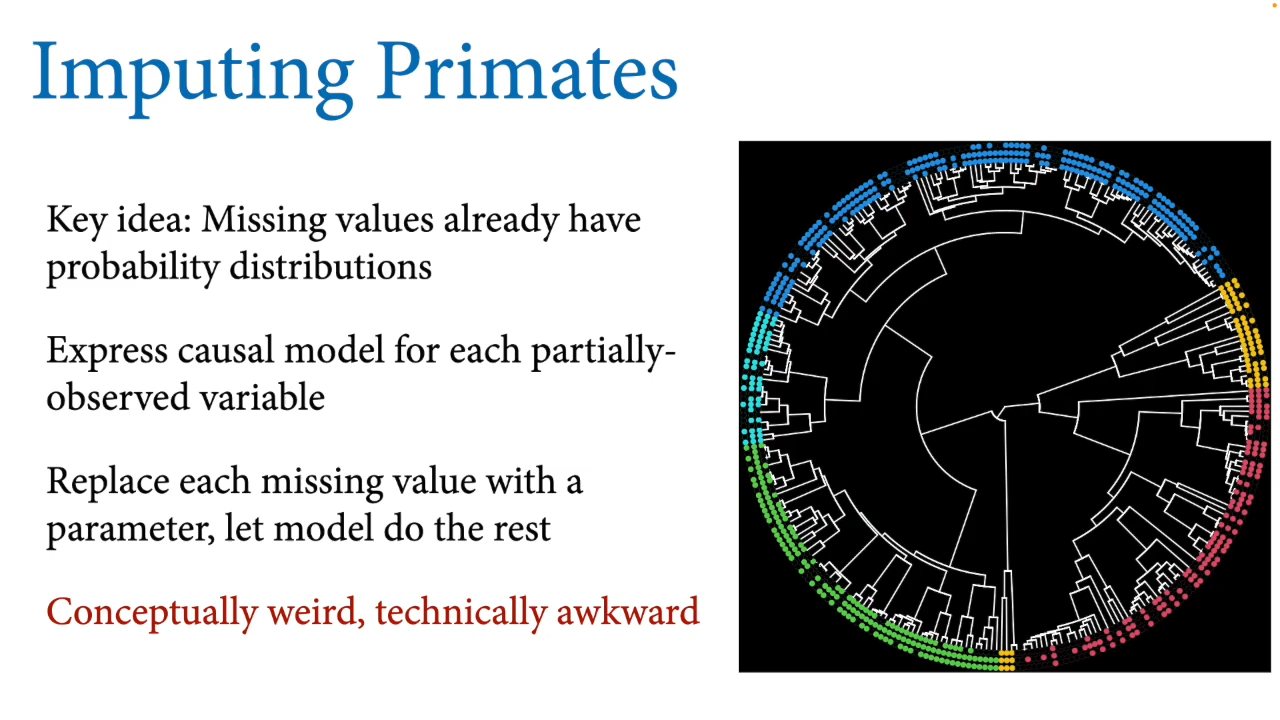 Imputing Primates
Key idea: Missing values already have
probability distributions
Express causal model for each partially-
observed variable
Replace each missing value with a
parameter, let model do the rest
Conceptually weird, technically awkward